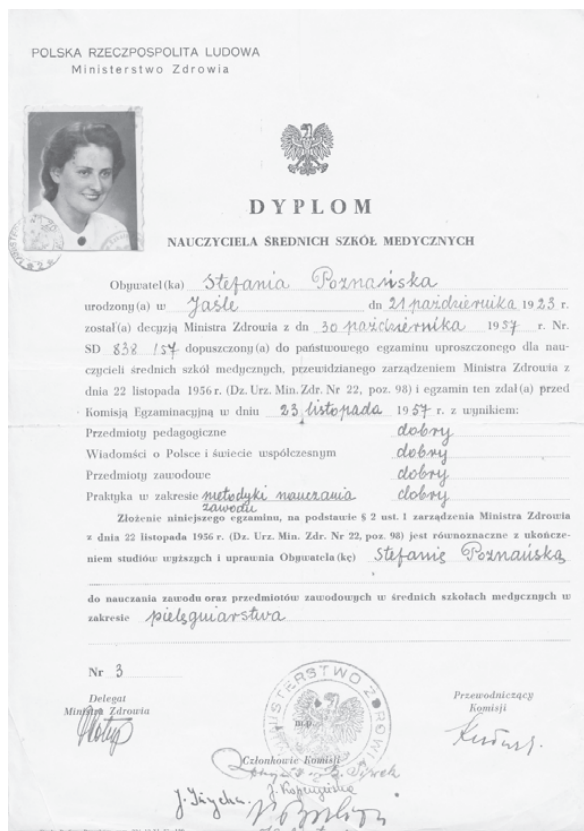 POLSKA RZECZPOSPOLITA LUDOWA
Ministerstwo Zdrowia
DYPLOM
NAUCZYCIELA ŚREDNICH SZKÓŁ MEDYCZNYCH
Obywatel(ka) Stefania Poznańska
urodzony(a) w Jaśle dn 21 października 1923 r.
został(a) decyzją Ministra Zdrowia z dn 30 października 1957 r. Nr.
SD 838/57 dopuszczony(a) do państwowego egzaminu uproszczonego dla nau-
czycieli średnich szkół medycznych, przewidzianego zarządzeniem Ministra Zdrowia z
dnia 22 listopada 1956 r. (Dz. Urz. Min. Zdr. Nr 22, poz. 98) i egzamin ten zdał(a) przed
Komisją Egzaminacyjną w dniu 23 listopada 1957 r. z wynikiem:
Przedmioty pedagogiczne dobry
Wiadomości o Polsce i świecie współczesnym dobry
Przedmioty zawodowe dobry
Praktyka w zakresie metodyki nauczania dobry
zawodu
Złożenie niniejszego egzaminu, na podstawie § 2 ust. 1 zarządzenia Ministra Zdrowia
z dnia 22 listopada 1956 r. (Dz. Urz. Min. Zdr. Nr 22, poz. 98) jest równoznaczne z ukończe-
niem studiów wyższych i uprawnia Obywatela(kę) Stefanię Poznańską
do nauczania zawodu oraz przedmiotów zawodowych w średnich szkołach medycznych w
zakresie pielęgniarstwa
Nr 3
MINISTERSTWO ZDROWIA
Delegat
Ministra Zdrowia
Przewodniczący
Komisji
m.p.
Członkowie Komisji